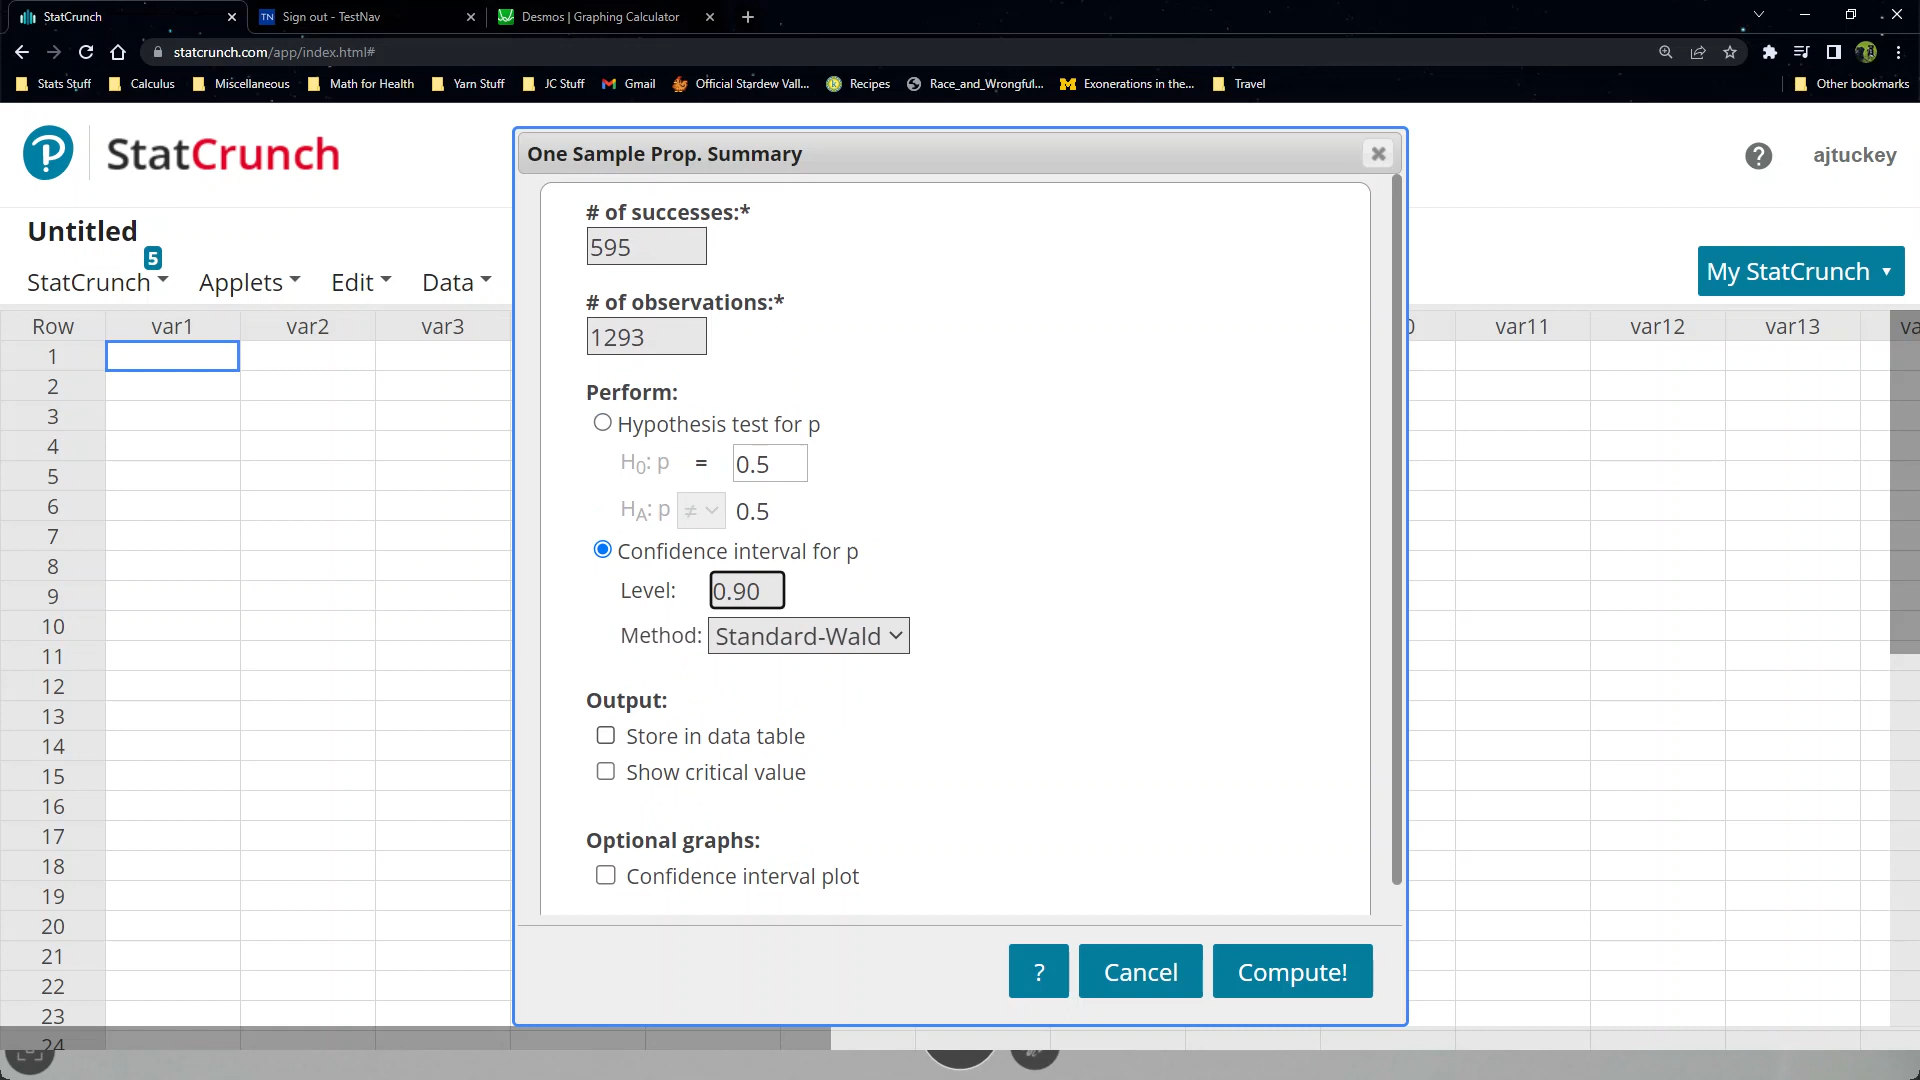 StatCrunch
TN Sign out - TestNav
Desmos | Graphing Calculator
statcrunch.com/app/index.html#
Stats Stuff
Calculus
Miscellaneous
Math for Health
Yarn Stuff
JC Stuff
Gmail
Official Stardew Vall...
Recipes
Race_and_Wrongful...
Exonerations in the...
Travel
Other bookmarks
StatCrunch
ajtuckey
Untitled
5
StatCrunch
Applets
Edit
Data
My StatCrunch
Row var1 var2 var3 0 var11 var12 var13 va
1
2
3
4
5
6
7
8
9
10
11
12
13
14
15
16
17
18
19
20
21
22
23
24
One Sample Prop. Summary
# of successes:*
595
# of observations:*
1293
Perform:
Hypothesis test for p
H0: p = 0.5
HA: p ≠ 0.5
Confidence interval for p
Level: 0.90
Method: Standard-Wald
Output:
Store in data table
Show critical value
Optional graphs:
Confidence interval plot
? Cancel Compute!